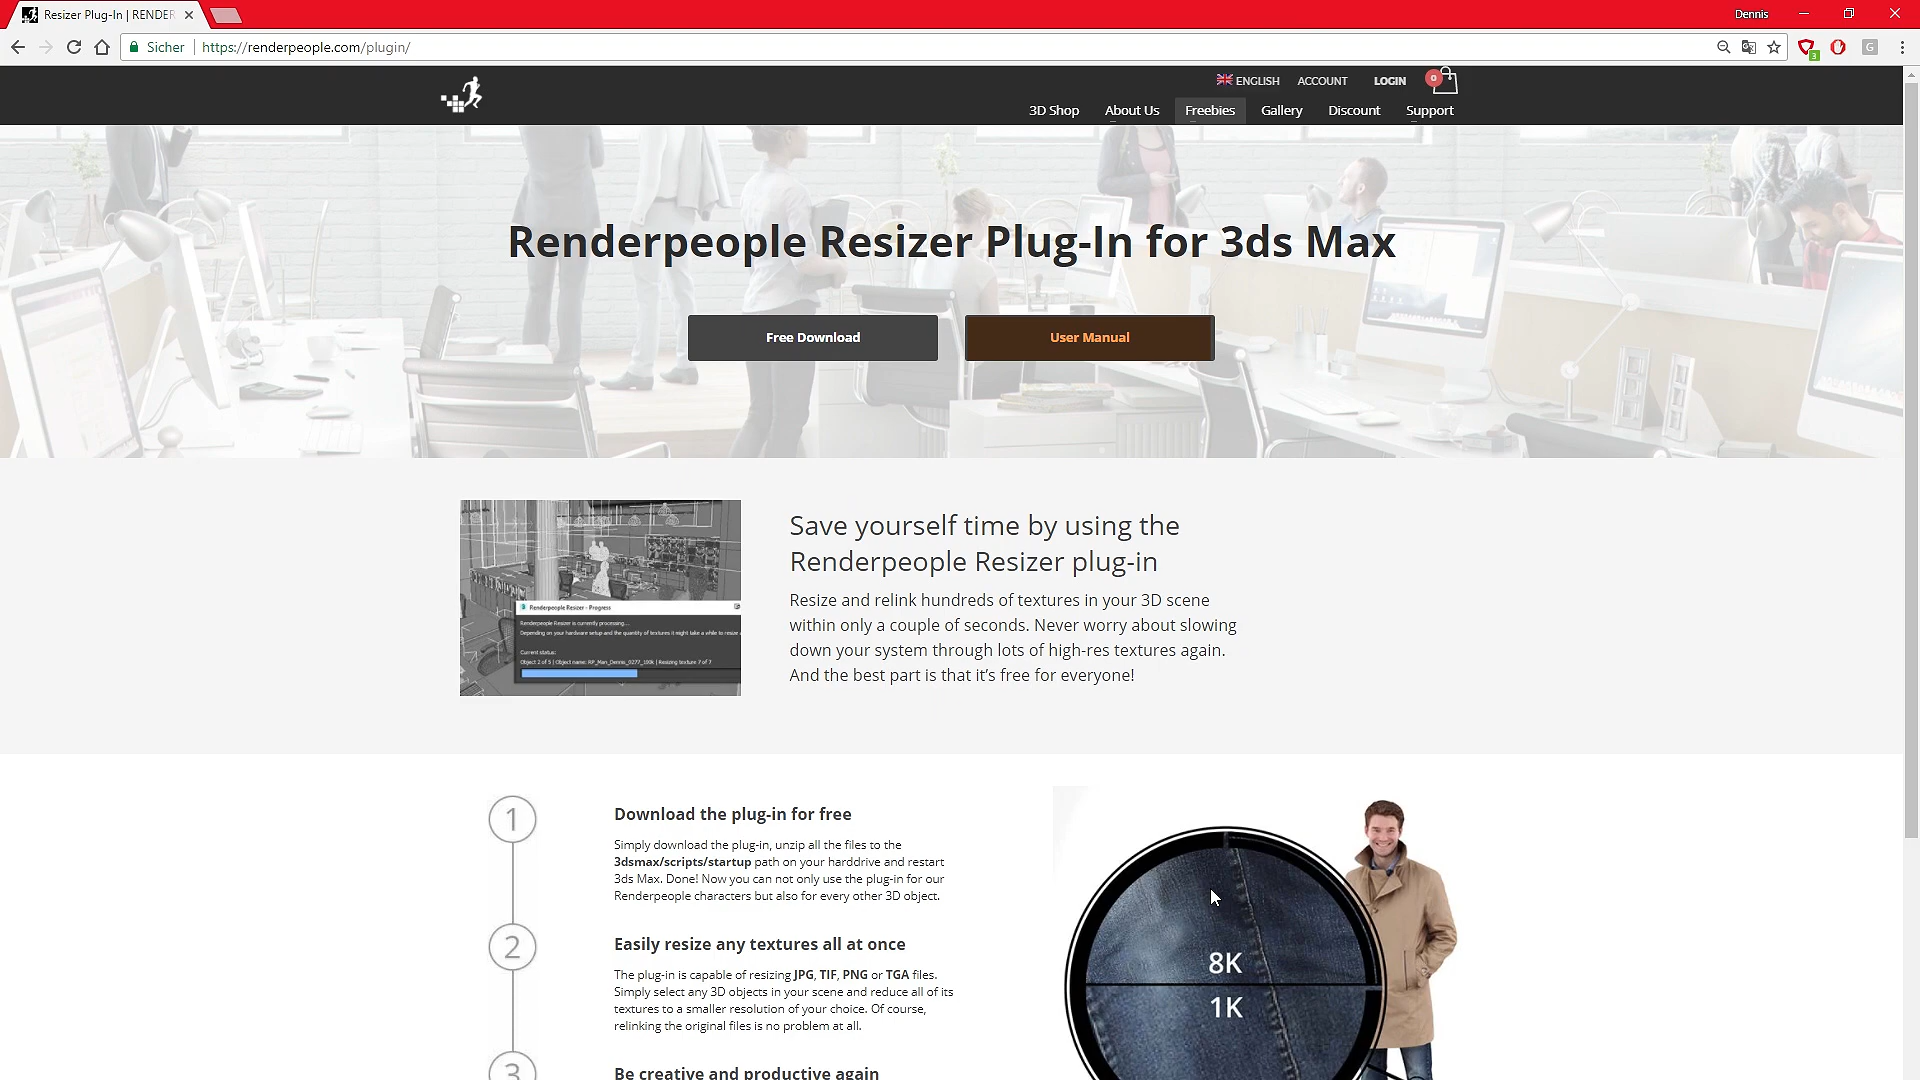 Resizer Plug-In | RENDER
Dennis
Sicher
https://renderpeople.com/plugin/
3
G
ENGLISH
ACCOUNT
LOGIN
0
3D Shop
About Us
Freebies
Gallery
Discount
Support
Renderpeople Resizer Plug-In for 3ds Max
Free Download
User Manual
Renderpeople Resizer - Progress
Renderpeople Resizer is currently processing...
Depending on your hardware setup and the quantity of textures it might take a while to resize
Current status:
Object 2 of 5 | Object name: RP_Man_Dennis_0277_100k | Resizing texture 7 of 7
Save yourself time by using the
Renderpeople Resizer plug-in
Resize and relink hundreds of textures in your 3D scene
within only a couple of seconds. Never worry about slowing
down your system through lots of high-res textures again.
And the best part is that it’s free for everyone!
1
Download the plug-in for free
Simply download the plug-in, unzip all the files to the
3dsmax/scripts/startup path on your harddrive and restart
3ds Max. Done! Now you can not only use the plug-in for our
Renderpeople characters but also for every other 3D object.
2
Easily resize any textures all at once
The plug-in is capable of resizing JPG, TIF, PNG or TGA files.
Simply select any 3D objects in your scene and reduce all of its
textures to a smaller resolution of your choice. Of course,
relinking the original files is no problem at all.
3
Be creative and productive again
8K
1K